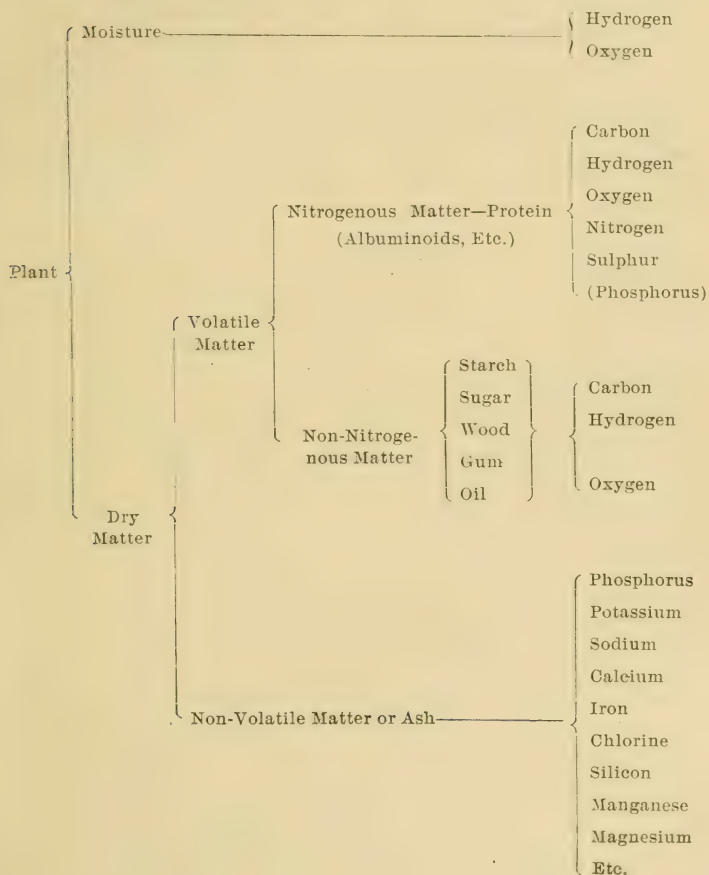 Plant
Moisture
Hydrogen
Oxygen
Dry
Matter
Volatile
Matter
Nitrogenous Matter—Protein
(Albuminoids, Etc.)
Carbon
Hydrogen
Oxygen
Nitrogen
Sulphur
(Phosphorus)
Non-Nitroge-
nous Matter
Starch
Sugar
Wood
Gum
Oil
Carbon
Hydrogen
Oxygen
Non-Volatile Matter or Ash
Phosphorus
Potassium
Sodium
Calcium
Iron
Chlorine
Silicon
Manganese
Magnesium
Etc.